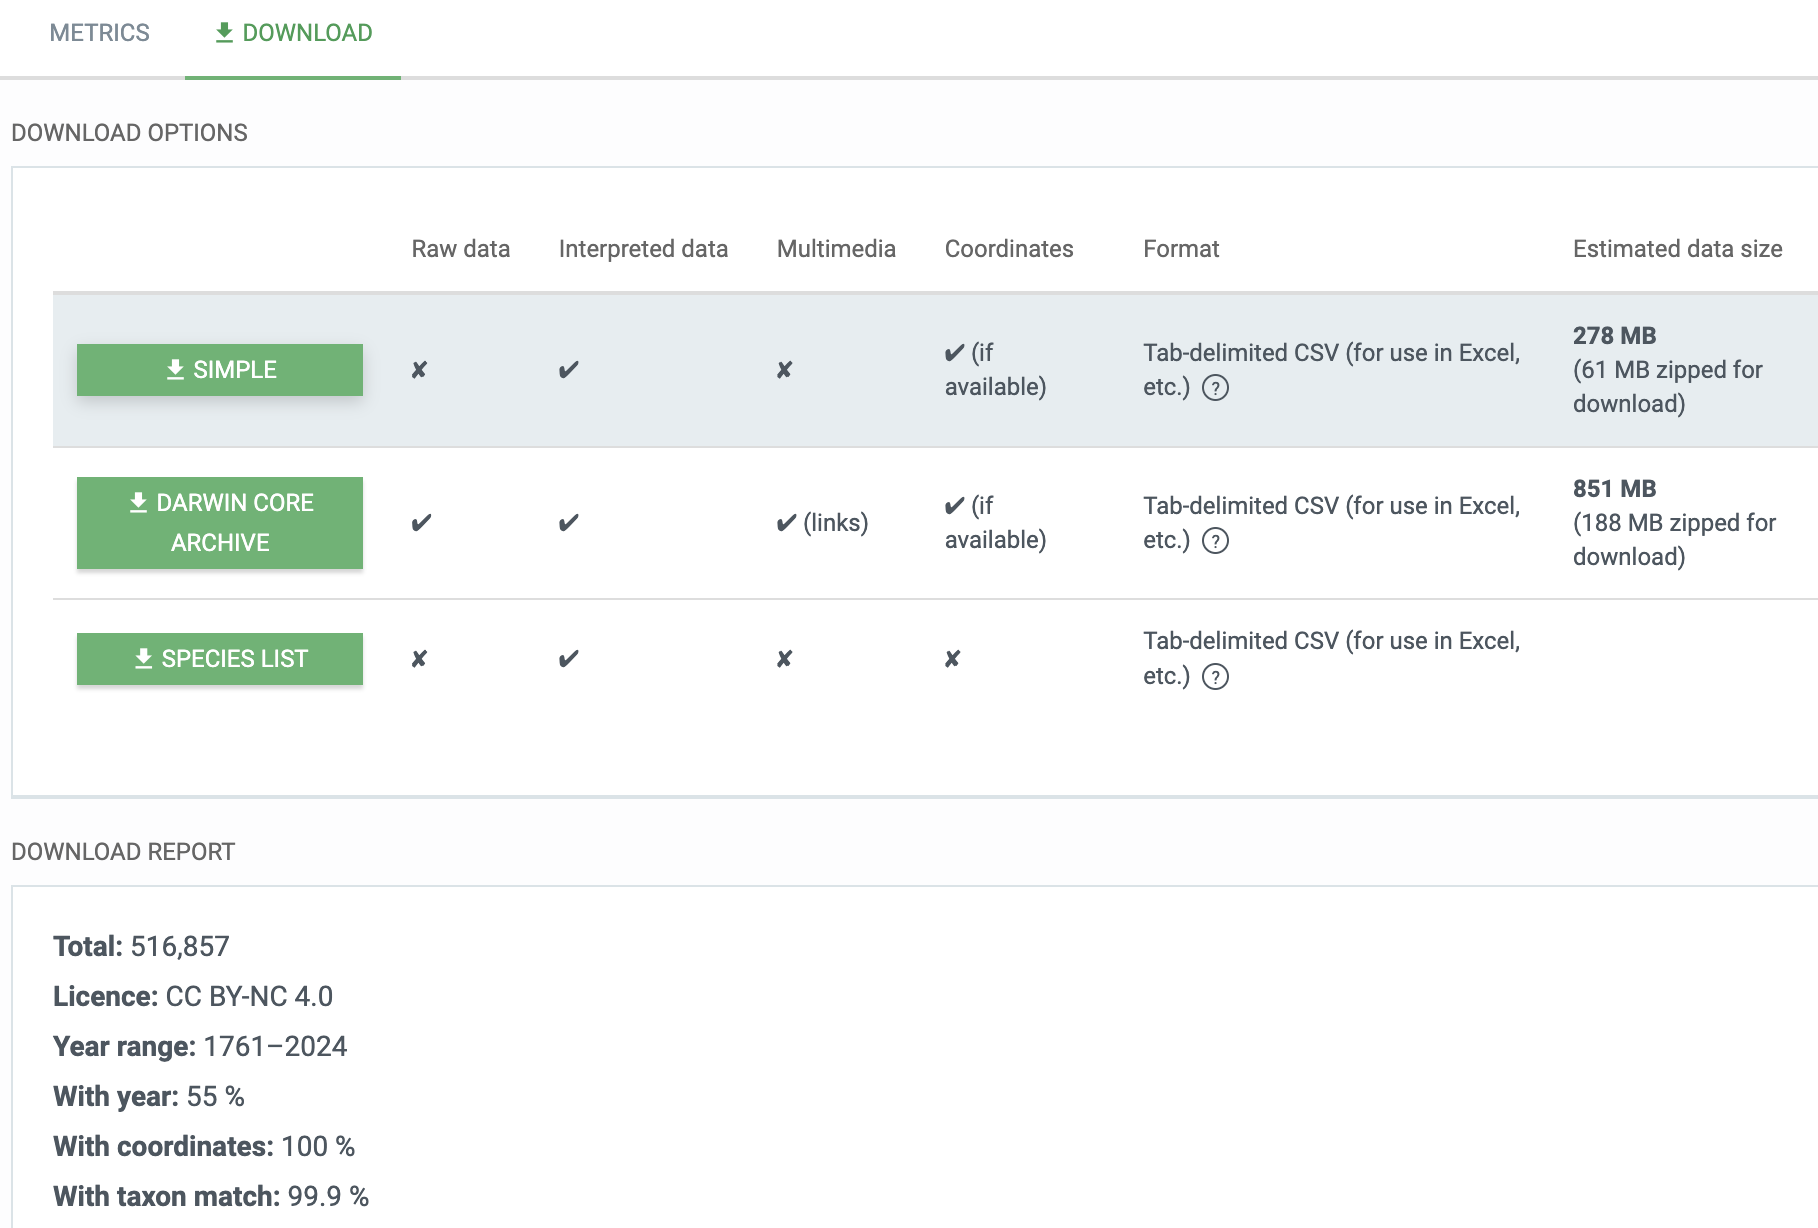 METRICS DOWNLOAD
DOWNLOAD OPTIONS
Raw data Interpreted data Multimedia Coordinates Format Estimated data size
SIMPLE ✘ ✔ ✘ ✔ (if available) Tab-delimited CSV (for use in Excel, etc.) ? 278 MB (61 MB zipped for download)
DARWIN CORE ARCHIVE ✔ ✔ ✔ (links) ✔ (if available) Tab-delimited CSV (for use in Excel, etc.) ? 851 MB (188 MB zipped for download)
SPECIES LIST ✘ ✔ ✘ ✘ Tab-delimited CSV (for use in Excel, etc.) ?
DOWNLOAD REPORT
Total: 516,857
Licence: CC BY-NC 4.0
Year range: 1761–2024
With year: 55 %
With coordinates: 100 %
With taxon match: 99.9 %